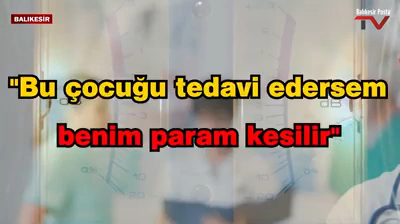 BALIKESİR
Balıkesir Posta
TV
"Bu çocuğu tedavi edersem
benim param kesilir"